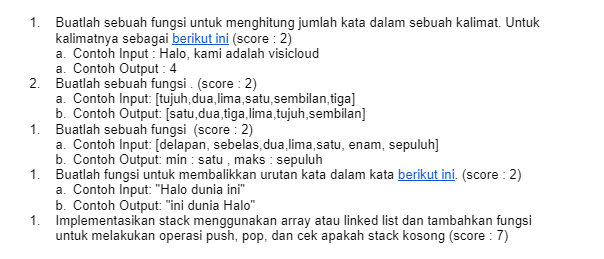 1. Buatlah sebuah fungsi untuk menghitung jumlah kata dalam sebuah kalimat. Untuk
kalimatnya sebagai berikut ini (score : 2)
a. Contoh Input : Halo, kami adalah visicloud
a. Contoh Output : 4
2. Buatlah sebuah fungsi . (score : 2)
a. Contoh Input: [tujuh,dua,lima,satu,sembilan,tiga]
b. Contoh Output: [satu,dua,tiga,lima,tujuh,sembilan]
1. Buatlah sebuah fungsi (score : 2)
a. Contoh Input: [delapan, sebelas,dua,lima,satu, enam, sepuluh]
b. Contoh Output: min : satu , maks : sepuluh
1. Buatlah fungsi untuk membalikkan urutan kata dalam kata berikut ini. (score : 2)
a. Contoh Input: "Halo dunia ini"
b. Contoh Output: "ini dunia Halo"
1. Implementasikan stack menggunakan array atau linked list dan tambahkan fungsi
untuk melakukan operasi push, pop, dan cek apakah stack kosong (score : 7)